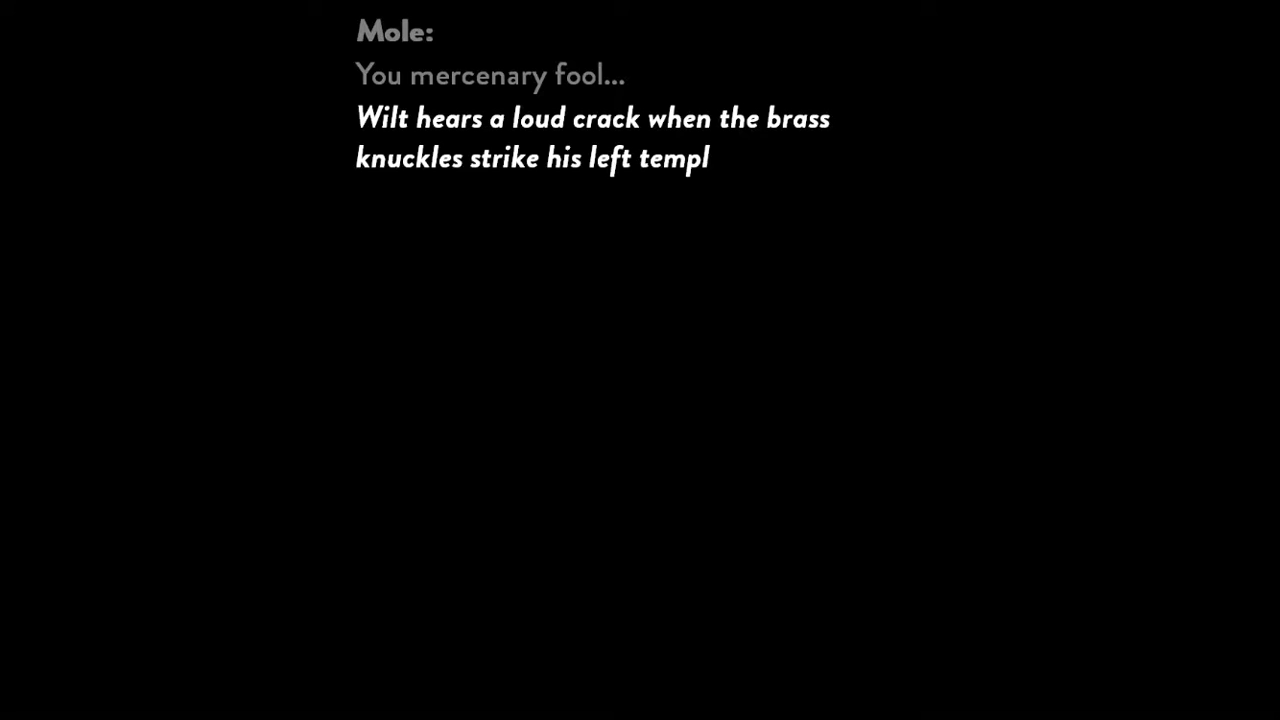 Mole:
You mercenary fool...
Wilt hears a loud crack when the brass
knuckles strike his left templ